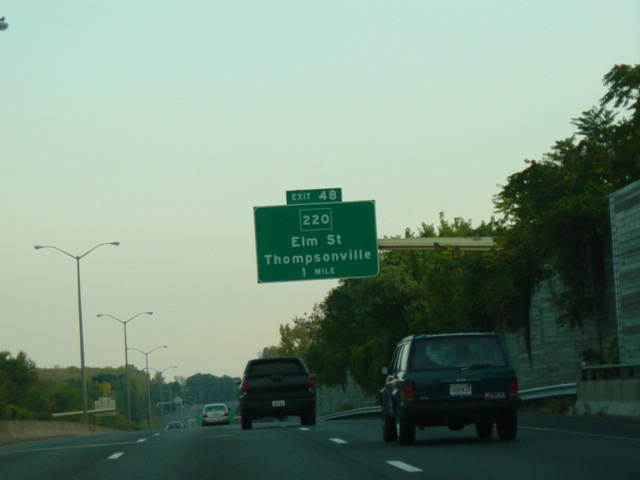 EXIT 48
220
Elm St
Thompsonville
1 MILE